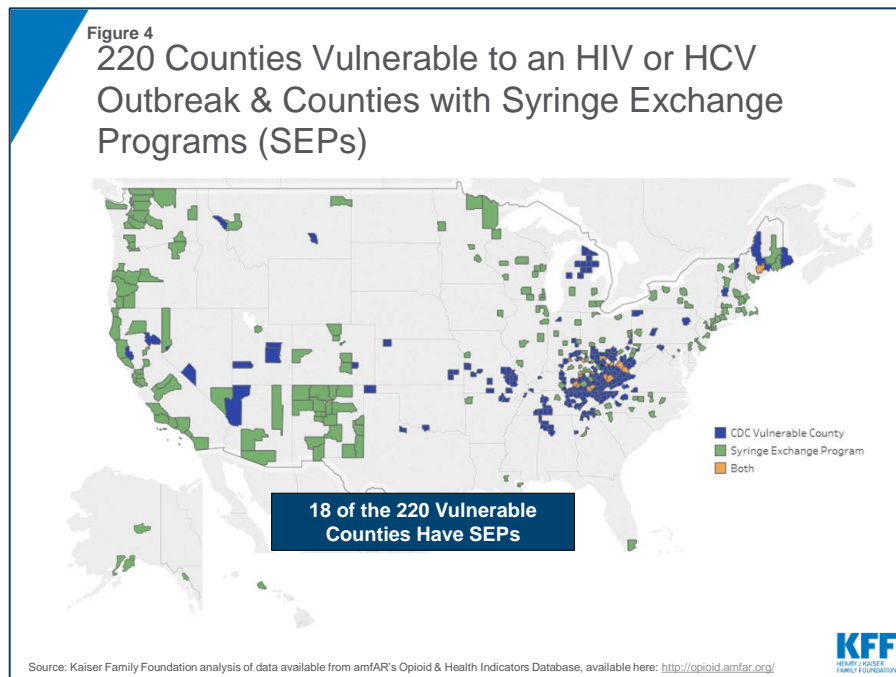 Figure 4
220 Counties Vulnerable to an HIV or HCV
Outbreak & Counties with Syringe Exchange
Programs (SEPs)
CDC Vulnerable County
Syringe Exchange Program
Both
18 of the 220 Vulnerable
Counties Have SEPs
Source: Kaiser Family Foundation analysis of data available from amfAR's Opioid & Health Indicators Database, available here: http://opioid.amfar.org/
KFF
HENRY J KAISER
FAMILY FOUNDATION